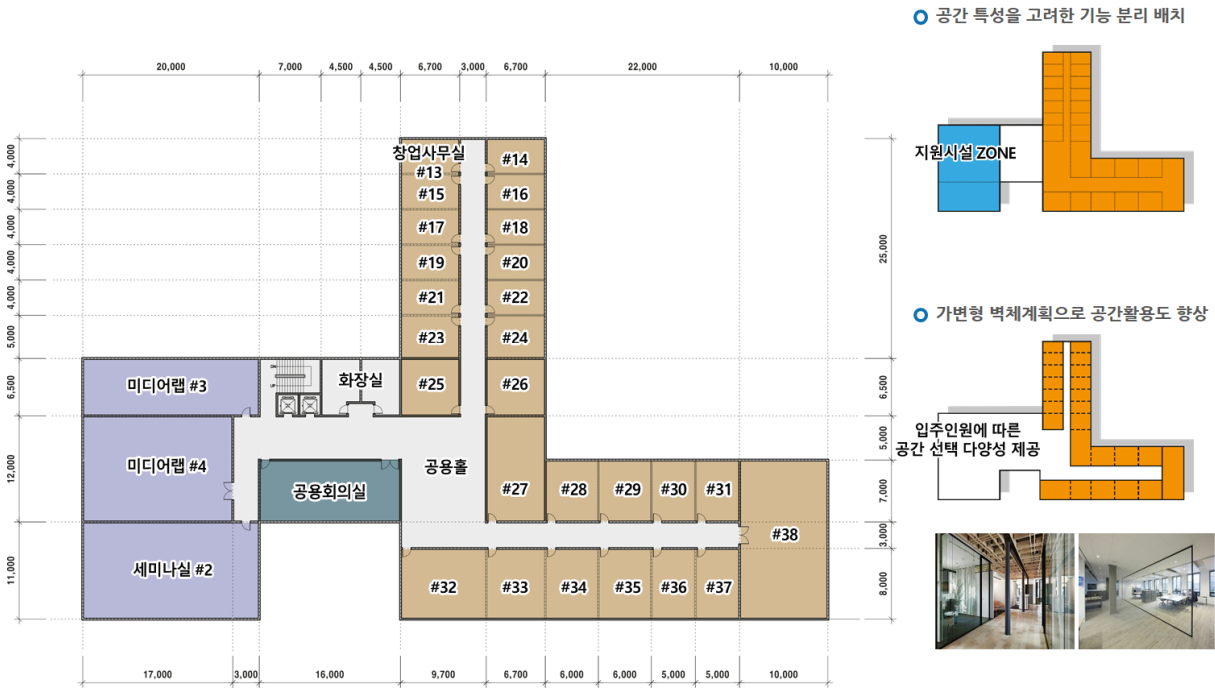 공간 특성을 고려한 기능 분리 배치
20,000 7,000 4,500 4,500 6,700 3,000 6,700 22,000 10,000
4,000
4,000
4,000
4,000
4,000
5,000
6,500
12,000
11,000
창업사무실
#13 #14
#15 #16
#17 #18
#19 #20
#21 #22
#23 #24
#25 #26
미디어랩 #3
DN
UP
화장실
미디어랩 #4
공용회의실
공용홀
#27 #28 #29 #30 #31
#38
세미나실 #2
#32 #33 #34 #35 #36 #37
25,000
6,500
5,000
7,000
3,000
8,000
17,000 3,000 16,000 9,700 6,700 6,000 6,000 5,000 5,000 10,000
지원시설 ZONE
가변형 벽체계획으로 공간활용도 향상
입주인원에 따른
공간 선택 다양성 제공